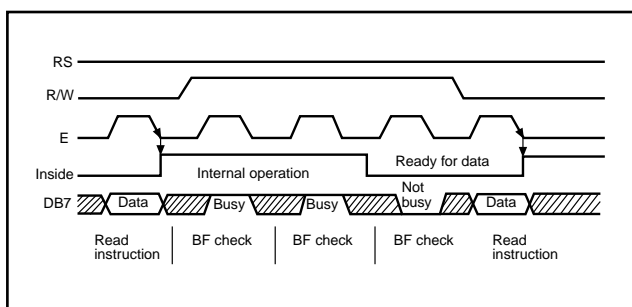 RS
R/W
E
Inside
Internal operation
Ready for data
DB7
Data
Busy
Busy
Not
busy
Data
Read
instruction
BF check
BF check
BF check
Read
instruction